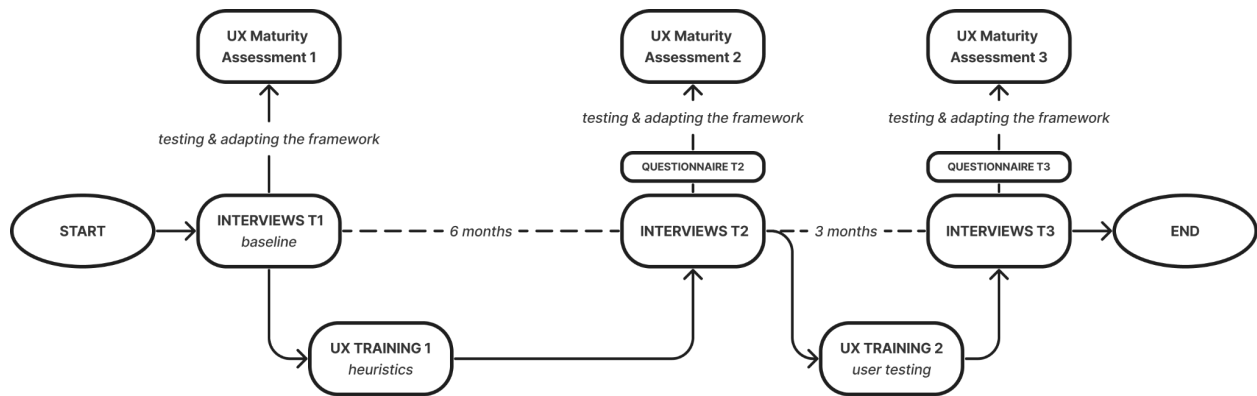 UX Maturity
Assessment 1
UX Maturity
Assessment 2
UX Maturity
Assessment 3
testing & adapting the framework
testing & adapting the framework
testing & adapting the framework
QUESTIONNAIRE T2
QUESTIONNAIRE T3
START
INTERVIEWS T1
baseline
6 months
INTERVIEWS T2
3 months
INTERVIEWS T3
END
UX TRAINING 1
heuristics
UX TRAINING 2
user testing